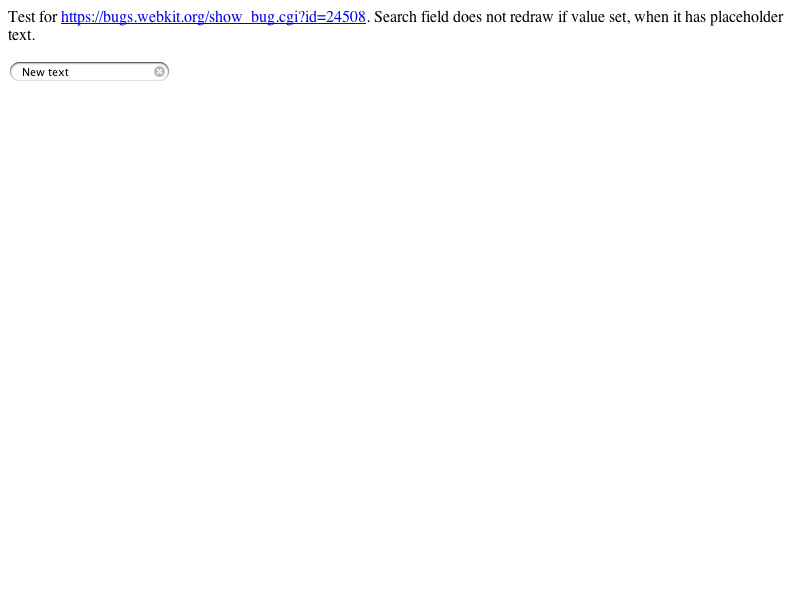 Test for https://bugs.webkit.org/show_bug.cgi?id=24508. Search field does not redraw if value set, when it has placeholder
text.
New text